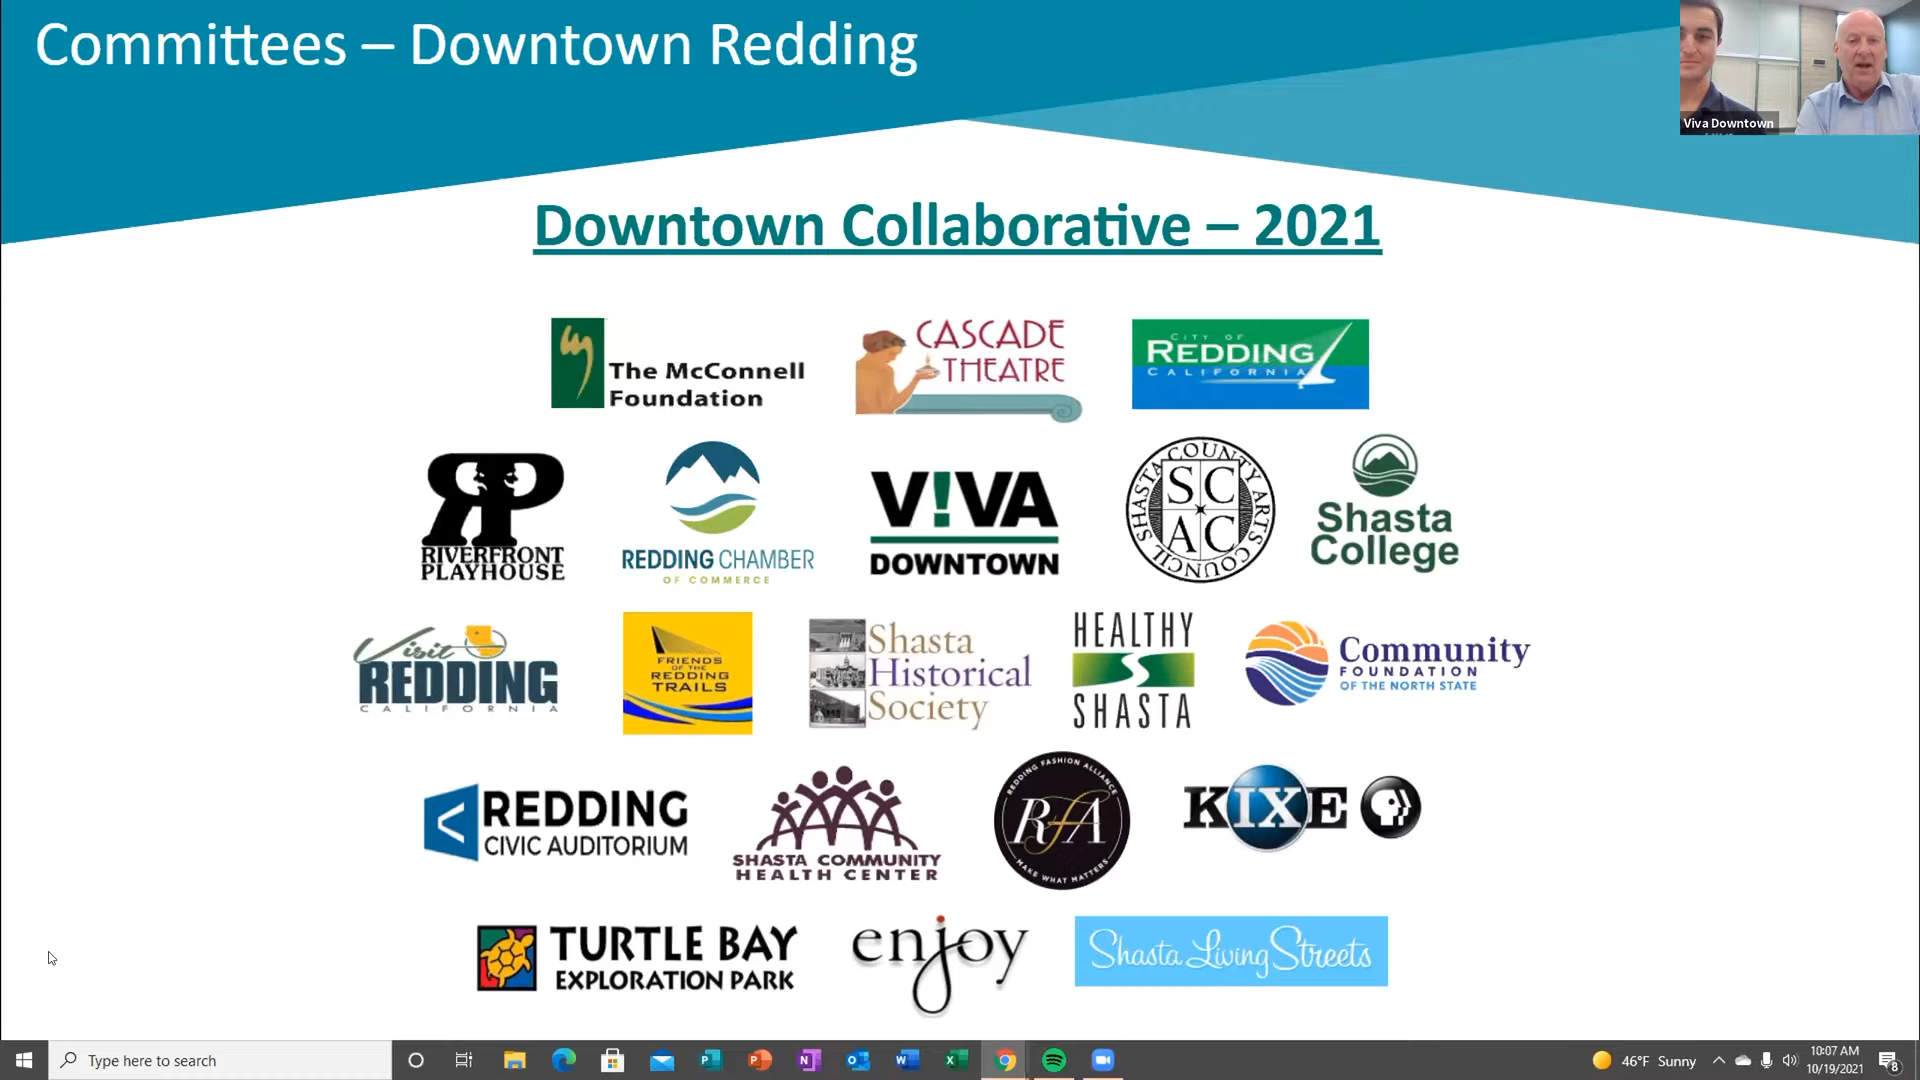 Committees – Downtown Redding
Viva Downtown
Downtown Collaborative – 2021
The McConnell
Foundation
CASCADE
THEATRE
CITY OF
REDDING
CALIFORNIA
RIVERFRONT
PLAYHOUSE
REDDING CHAMBER
OF COMMERCE
V!VA
DOWNTOWN
SHASTA COUNTY ARTS COUNCIL
SC
AC
Shasta
College
Visit
REDDING
CALIFORNIA
FRIENDS
OF THE
REDDING
TRAILS
Shasta
Historical
Society
HEALTHY
SHASTA
Community
FOUNDATION
OF THE NORTH STATE
REDDING
CIVIC AUDITORIUM
SHASTA COMMUNITY
HEALTH CENTER
REDDING FASHION ALLIANCE
RfA
MAKE WHAT MATTERS
KIXE
TURTLE BAY
EXPLORATION PARK
enjoy
Shasta Living Streets
Type here to search
46°F Sunny
10:07 AM
10/19/2021
8